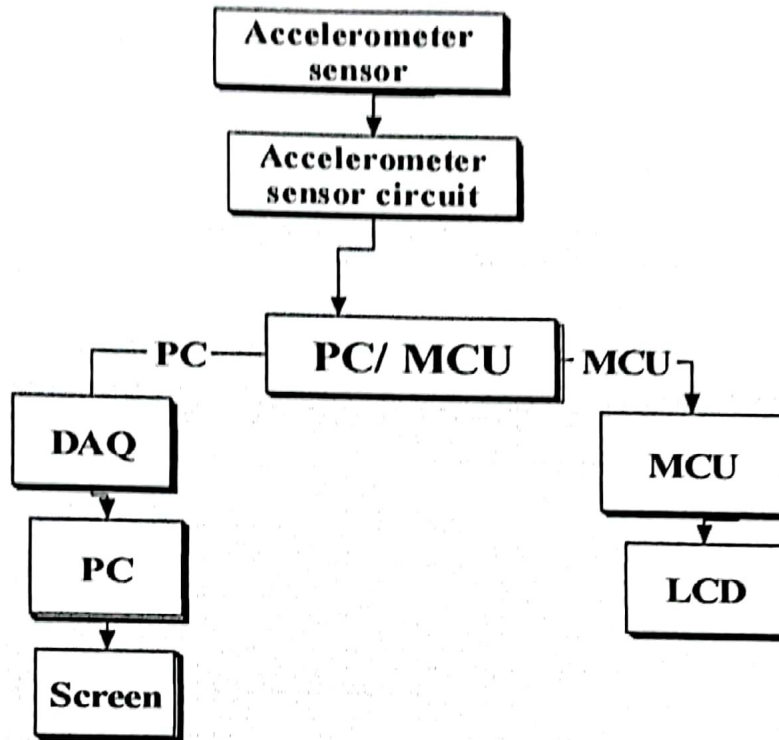 Accelerometer
sensor
Accelerometer
sensor circuit
PC
PC/ MCU
MCU
DAQ
MCU
PC
LCD
Screen